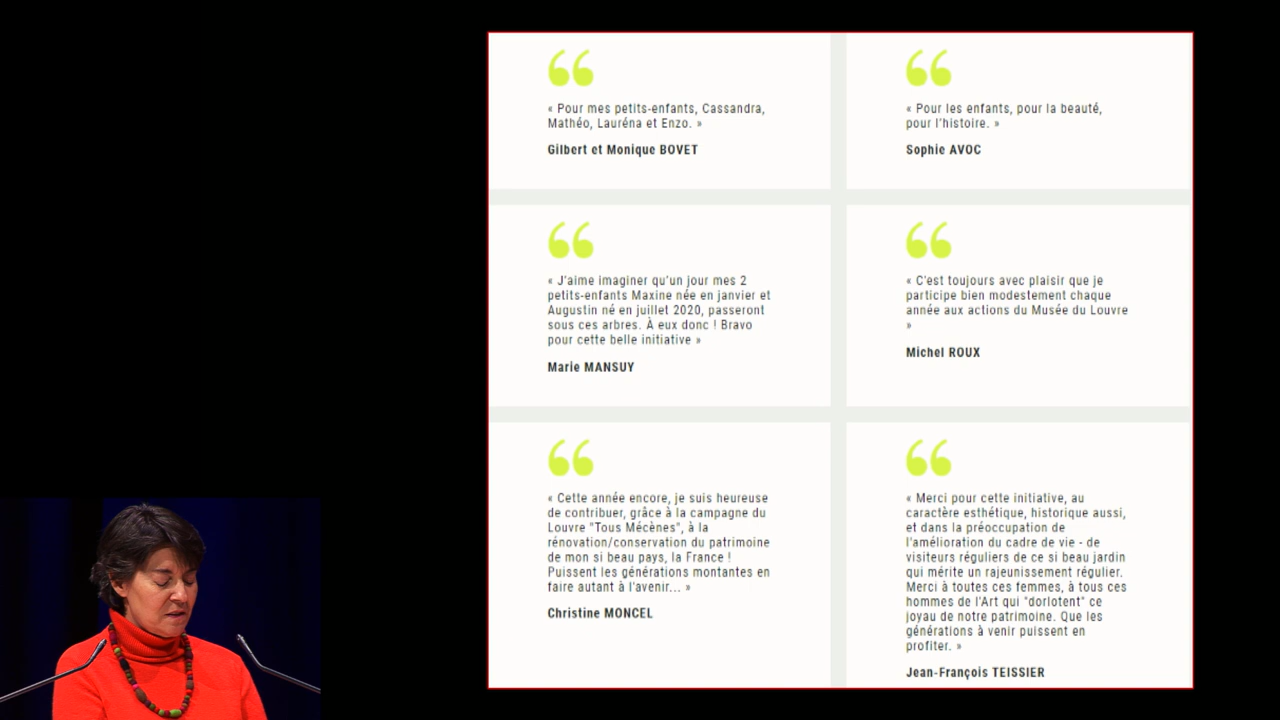 « Pour mes petits-enfants, Cassandra,
Mathéo, Lauréna et Enzo. »
Gilbert et Monique BOVET
« Pour les enfants, pour la beauté,
pour l'histoire. »
Sophie AVOC
« J'aime imaginer qu'un jour mes 2
petits-enfants Maxine née en janvier et
Augustin né en juillet 2020, passeront
sous ces arbres. À eux donc ! Bravo
pour cette belle initiative »
Marie MANSUY
« C'est toujours avec plaisir que je
participe bien modestement chaque
année aux actions du Musée du Louvre
»
Michel ROUX
« Cette année encore, je suis heureuse
de contribuer, grâce à la campagne du
Louvre "Tous Mécènes", à la
rénovation/conservation du patrimoine
de mon si beau pays, la France !
Puissent les générations montantes en
faire autant à l'avenir... »
Christine MONCEL
« Merci pour cette initiative, au
caractère esthétique, historique aussi,
et dans la préoccupation de
l'amélioration du cadre de vie - de
visiteurs réguliers de ce si beau jardin
qui mérite un rajeunissement régulier.
Merci à toutes ces femmes, à tous ces
hommes de l'Art qui "dorlotent" ce
joyau de notre patrimoine. Que les
générations à venir puissent en
profiter. »
Jean-François TEISSIER